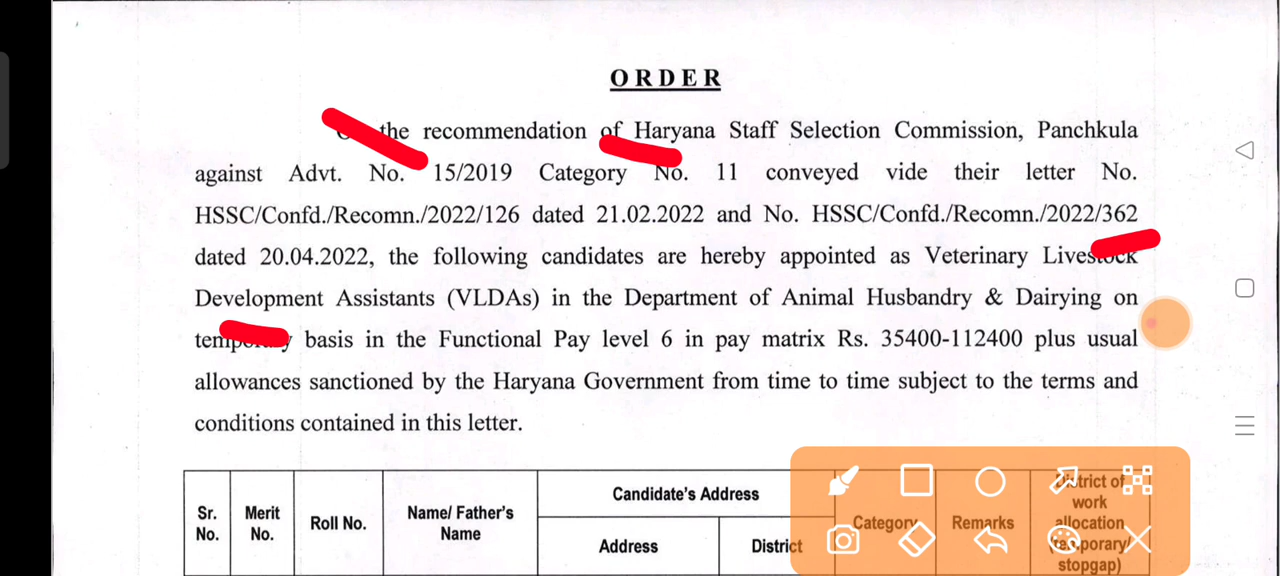 ORDER
the recommendation of Haryana Staff Selection Commission, Panchkula
against Advt. No. 15/2019 Category No. 11 conveyed vide their letter No.
HSSC/Confd./Recomn./2022/126 dated 21.02.2022 and No. HSSC/Confd./Recomn./2022/362
dated 20.04.2022, the following candidates are hereby appointed as Veterinary Livestock
Development Assistants (VLDAs) in the Department of Animal Husbandry & Dairying on
temporary basis in the Functional Pay level 6 in pay matrix Rs. 35400-112400 plus usual
allowances sanctioned by the Haryana Government from time to time subject to the terms and
conditions contained in this letter.
Sr. No.
Merit No.
Roll No.
Name/ Father's Name
Candidate's Address
Address
District
Category
Remarks
District of work allocation (temporary/ stopgap)